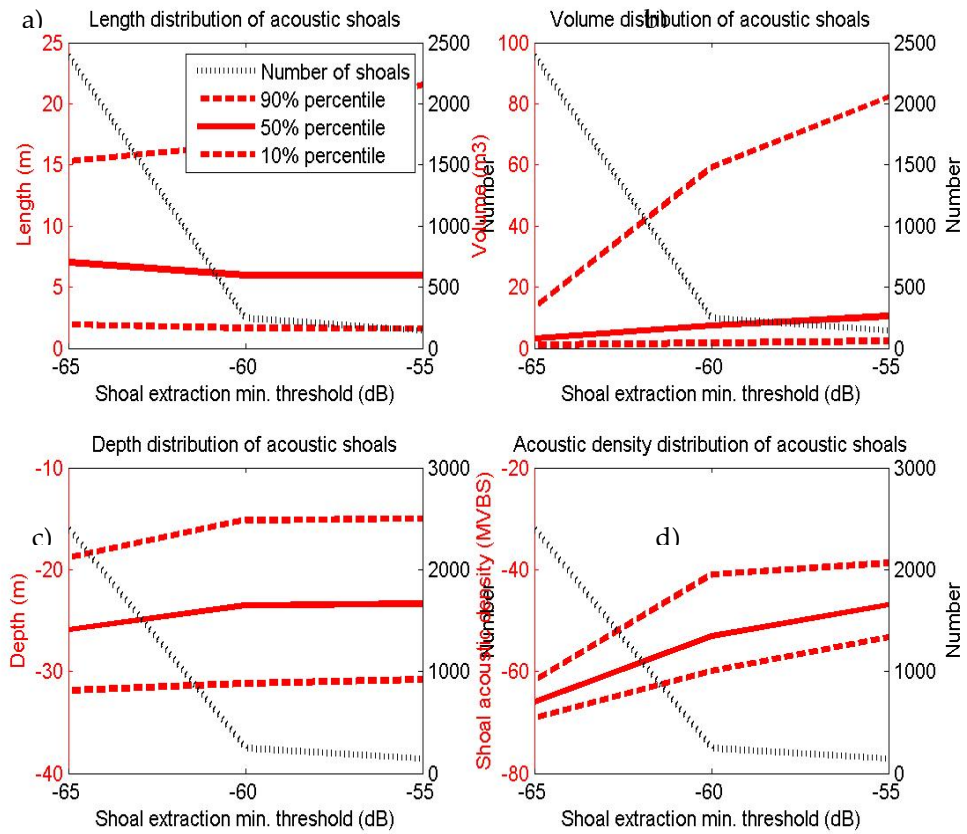 a)
Length distribution of acoustic shoals
25
20
15
10
5
0
Length (m)
2500
2000
1500
1000
500
0
Number
Number of shoals
90% percentile
50% percentile
10% percentile
-65
-60
-55
Shoal extraction min. threshold (dB)
b)
Volume distribution of acoustic shoals
100
80
60
40
20
0
Volume (m3)
2500
2000
1500
1000
500
0
Number
-65
-60
-55
Shoal extraction min. threshold (dB)
c)
Depth distribution of acoustic shoals
-10
-20
-30
-40
Depth (m)
3000
2000
1000
0
Number
-65
-60
-55
Shoal extraction min. threshold (dB)
d)
Acoustic density distribution of acoustic shoals
-20
-40
-60
-80
Shoal acoustic density (MVBS)
3000
2000
1000
0
Number
-65
-60
-55
Shoal extraction min. threshold (dB)